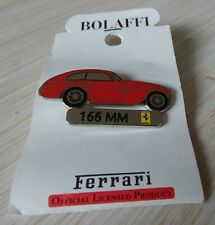 BOLAFFI
166 MM
Ferrari
OFFICIAL LICENSED PRODUCT